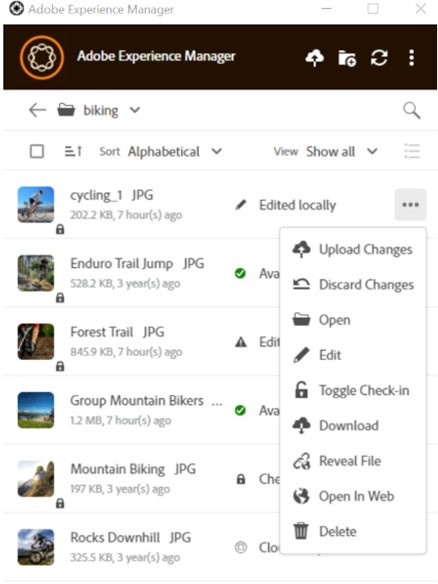 Adobe Experience Manager
Adobe Experience Manager
biking
Sort Alphabetical View Show all
cycling_1 JPG
202.2 KB, 7 hour(s) ago
Edited locally
Upload Changes
Enduro Trail Jump JPG
528.2 KB, 3 year(s) ago
Ava
Discard Changes
Open
Forest Trail JPG
845.9 KB, 7 hour(s) ago
Edit
Edit
Toggle Check-in
Group Mountain Bikers ...
1.2 MB, 7 hour(s) ago
Ava
Download
Reveal File
Mountain Biking JPG
197 KB, 3 year(s) ago
Che
Open In Web
Delete
Rocks Downhill JPG
325.5 KB, 3 year(s) ago
Clo